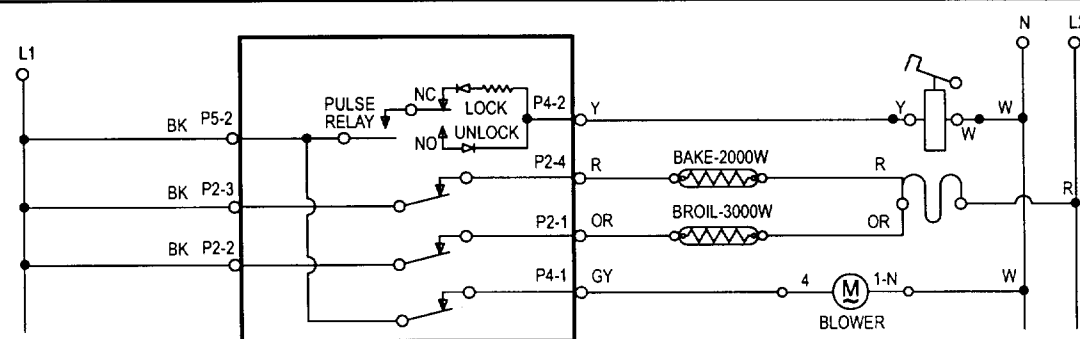 L1
N
L2
PULSE
RELAY
NC
LOCK
NO
UNLOCK
BK
P5-2
P4-2
Y
Y
W
W
BK
P2-3
P2-4
R
BAKE-2000W
R
R
BK
P2-2
P2-1
OR
BROIL-3000W
OR
P4-1
GY
4
M
1-N
W
BLOWER